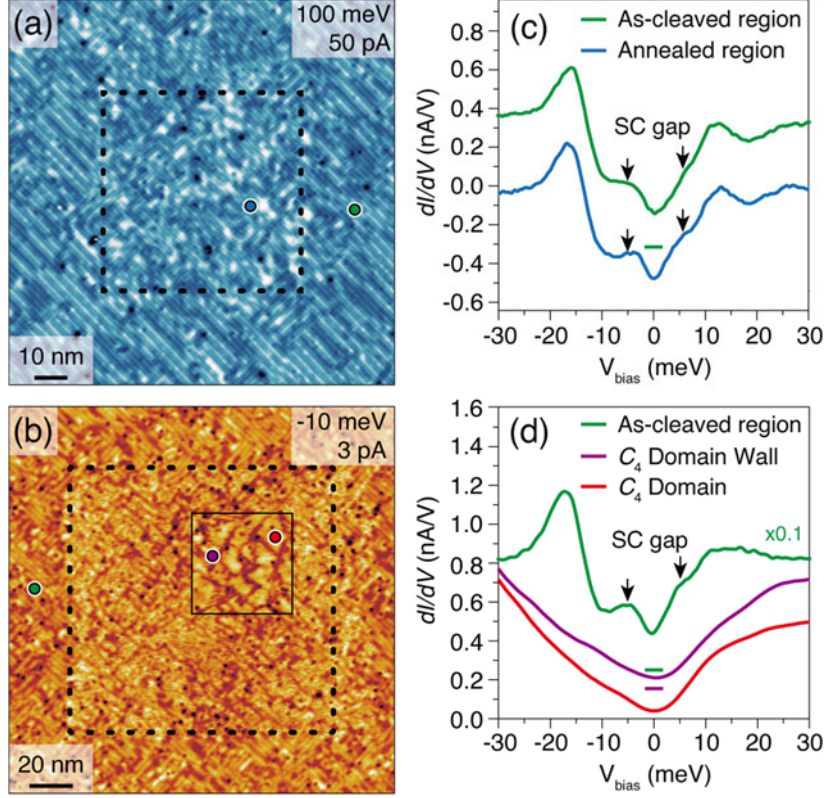 (a)
100 meV
50 pA
10 nm
(c)
As-cleaved region
Annealed region
SC gap
dI/dV (nA/V)
0.8
0.6
0.4
0.2
0.0
-0.2
-0.4
-0.6
-30 -20 -10 0 10 20 30
V_bias (meV)
(b)
-10 meV
3 pA
20 nm
(d)
As-cleaved region
C₄ Domain Wall
C₄ Domain
x0.1
SC gap
dI/dV (nA/V)
1.6
1.4
1.2
1.0
0.8
0.6
0.4
0.2
0.0
-30 -20 -10 0 10 20 30
V_bias (meV)